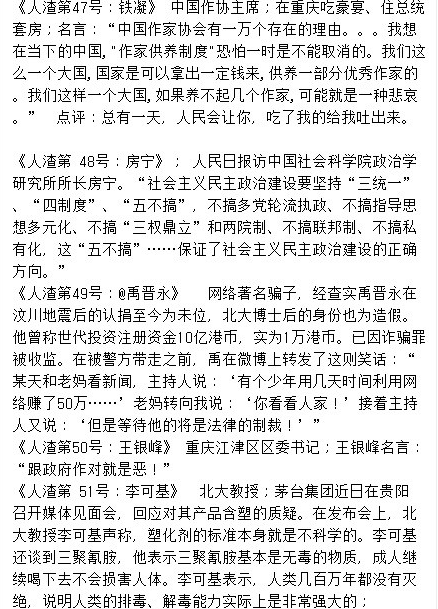 《人渣第47号：铁凝》 中国作协主席；在重庆吃豪宴、住总统
套房；名言：“中国作家协会有一万个存在的理由。。。我想
在当下的中国,"作家供养制度"恐怕一时是不能取消的。我们这
么一个大国,国家是可以拿出一定钱来,供养一部分优秀作家的
。我们这样一个大国,如果养不起几个作家,可能就是一种悲哀
。” 点评：总有一天，人民会让你，吃了我的给我吐出来。
《人渣第 48号：房宁》； 人民日报访中国社会科学院政治学
研究所所长房宁。“社会主义民主政治建设要坚持“三统一”
、“四制度”、“五不搞”，不搞多党轮流执政、不搞指导思
想多元化、不搞“三权鼎立”和两院制、不搞联邦制、不搞私
有化，这“五不搞”……保证了社会主义民主政治建设的正确
方向。”
《人渣第49号：@禹晋永》 网络著名骗子，经查实禹晋永在
汶川地震后的认捐至今为未位，北大博士后的身份也为造假。
他曾称世代投资注册资金10亿港币，实为1万港币。已因诈骗罪
被收监。在被警方带走之前，禹在微博上转发了这则笑话：“
某天和老妈看新闻，主持人说：‘有个少年用几天时间利用网
络赚了50万……’老妈转向我说：‘你看看人家！’接着主持
人又说：‘但是等待他的将是法律的制裁！’”
《人渣第50号：王银峰》 重庆江津区区委书记；王银峰名言：
“跟政府作对就是恶！”
《人渣第 51号：李可基》 北大教授；茅台集团近日在贵阳
召开媒体见面会，回应对其产品含塑的质疑。在发布会上，北
大教授李可基声称，塑化剂的标准本身就是不科学的。李可基
还谈到三聚氰胺，他表示三聚氰胺基本是无毒的物质，成人继
续喝下去不会损害人体。李可基表示，人类几百万年都没有灭
绝，说明人类的排毒、解毒能力实际上是非常强大的；